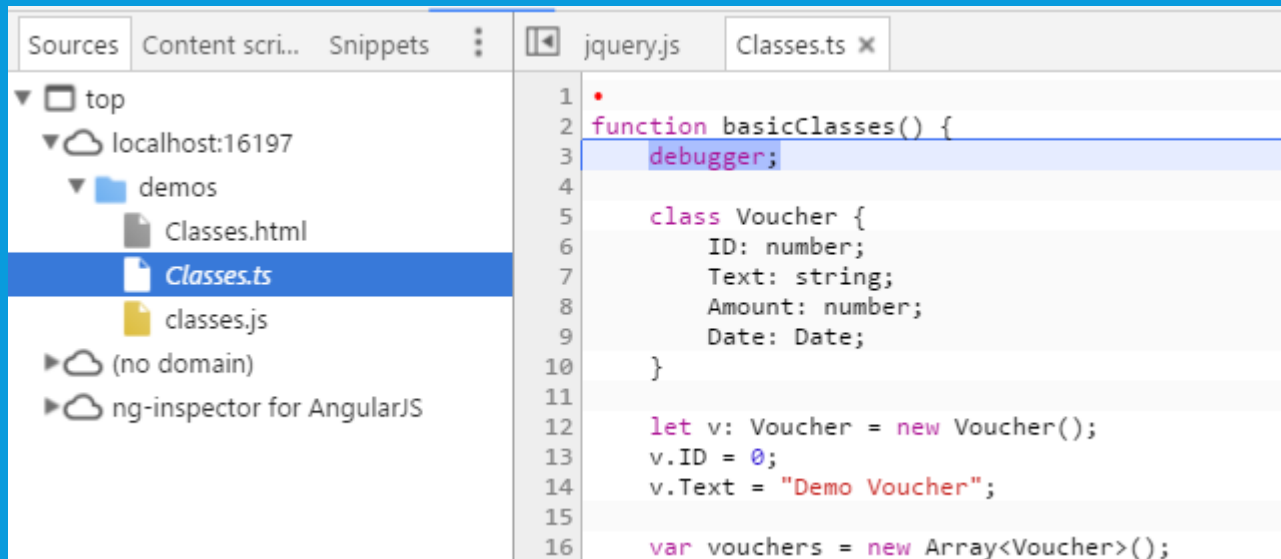 Sources Content scri... Snippets
top
localhost:16197
demos
Classes.html
Classes.ts
classes.js
(no domain)
ng-inspector for AngularJS
jquery.js Classes.ts ×
1 •
2 function basicClasses() {
3     debugger;
4
5     class Voucher {
6         ID: number;
7         Text: string;
8         Amount: number;
9         Date: Date;
10     }
11
12     let v: Voucher = new Voucher();
13     v.ID = 0;
14     v.Text = "Demo Voucher";
15
16     var vouchers = new Array<Voucher>();